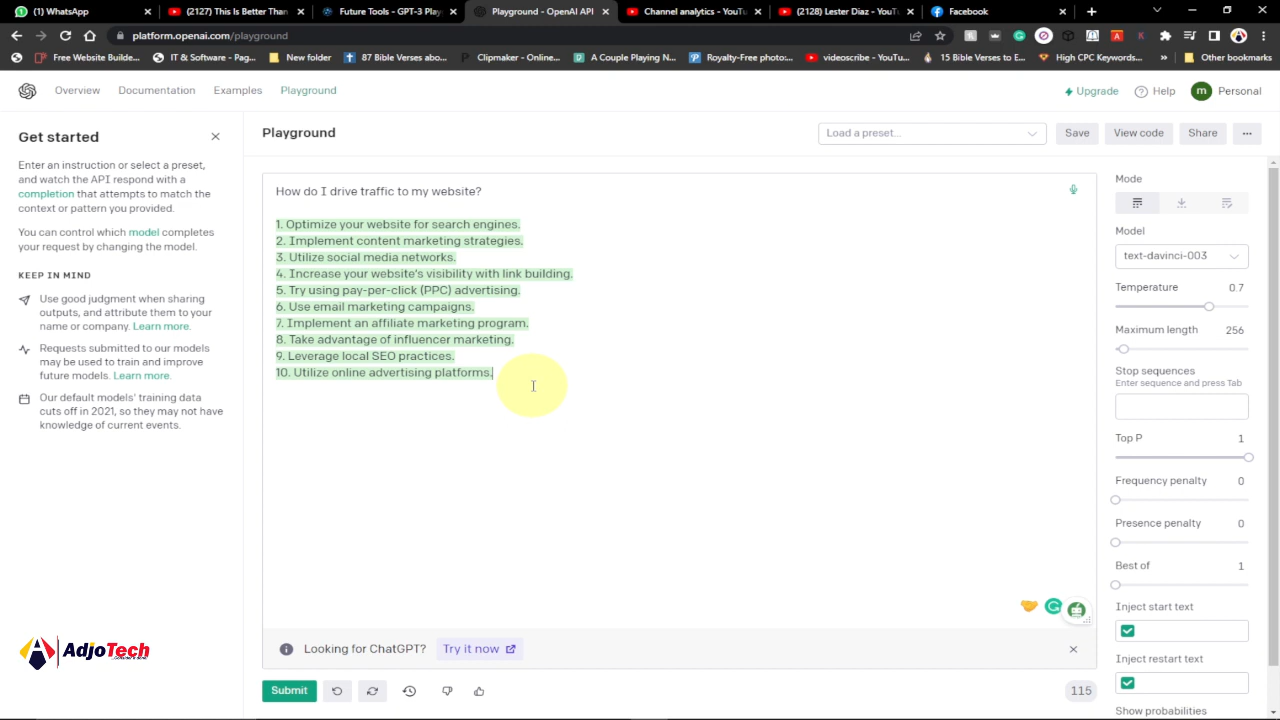 WhatsApp
(2127) This Is Better Than
Future Tools - GPT-3 Play
Playground - OpenAI API
Channel analytics - YouTu
(2128) Lester Diaz - YouTu
Facebook
platform.openai.com/playground
Free Website Builde...
IT & Software - Pag...
New folder
87 Bible Verses abo...
Clipmaker - Online...
A Couple Playing N...
Royalty-Free photo:...
videoscribe - YouTu...
15 Bible Verses to E...
High CPC Keywords...
Other bookmarks
Overview
Documentation
Examples
Playground
Upgrade
Help
m
Personal
Get started
Enter an instruction or select a preset,
and watch the API respond with a
completion that attempts to match the
context or pattern you provided.
You can control which model completes
your request by changing the model.
KEEP IN MIND
Use good judgment when sharing
outputs, and attribute them to your
name or company. Learn more.
Requests submitted to our models
may be used to train and improve
future models. Learn more.
Our default models' training data
cuts off in 2021, so they may not have
knowledge of current events.
AdjoTech
Playground
Load a preset...
Save
View code
Share
How do I drive traffic to my website?
1. Optimize your website for search engines.
2. Implement content marketing strategies.
3. Utilize social media networks.
4. Increase your website's visibility with link building.
5. Try using pay-per-click (PPC) advertising.
6. Use email marketing campaigns.
7. Implement an affiliate marketing program.
8. Take advantage of influencer marketing.
9. Leverage local SEO practices.
10. Utilize online advertising platforms.
Looking for ChatGPT? Try it now
Submit
115
Mode
Model
text-davinci-003
Temperature 0.7
Maximum length 256
Stop sequences
Enter sequence and press Tab
Top P 1
Frequency penalty 0
Presence penalty 0
Best of 1
Inject start text
Inject restart text
Show probabilities